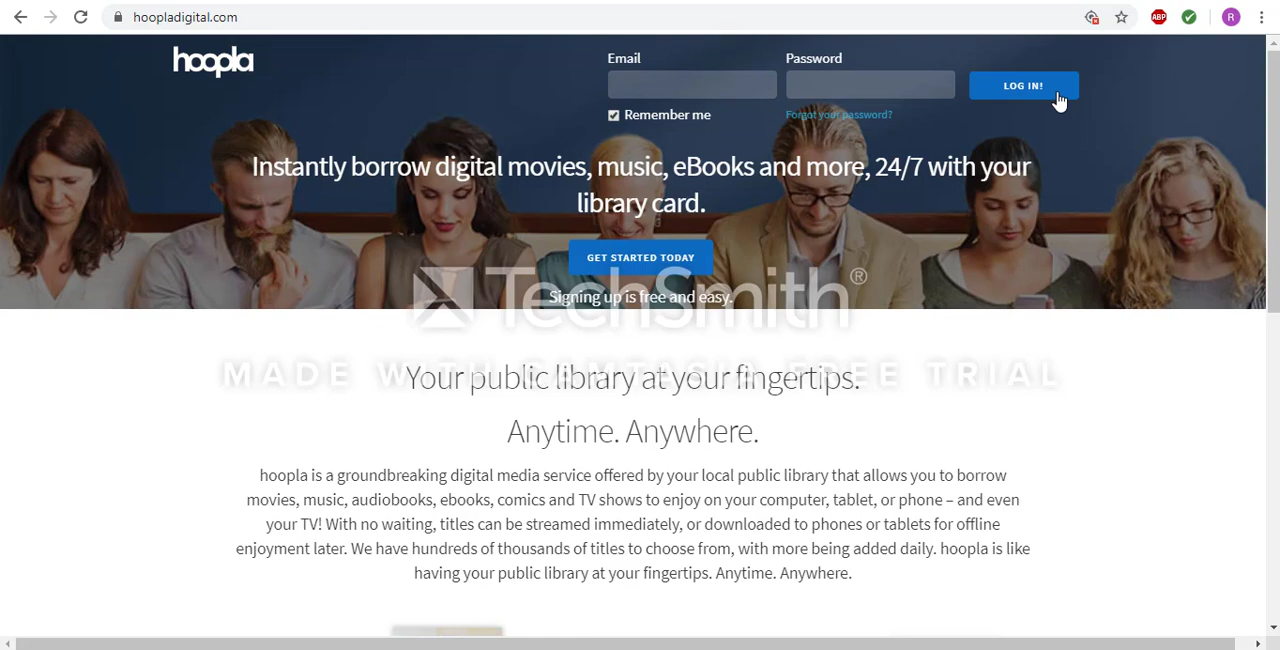 hoopladigital.com
ABP
R
hoopla
Email
Password
LOG IN!
Remember me
Forgot your password?
Instantly borrow digital movies, music, eBooks and more, 24/7 with your
library card.
GET STARTED TODAY
TechSmith®
Signing up is free and easy.
MADE WITH CAMTASIA FREE TRIAL
Your public library at your fingertips.
Anytime. Anywhere.
hoopla is a groundbreaking digital media service offered by your local public library that allows you to borrow
movies, music, audiobooks, ebooks, comics and TV shows to enjoy on your computer, tablet, or phone – and even
your TV! With no waiting, titles can be streamed immediately, or downloaded to phones or tablets for offline
enjoyment later. We have hundreds of thousands of titles to choose from, with more being added daily. hoopla is like
having your public library at your fingertips. Anytime. Anywhere.